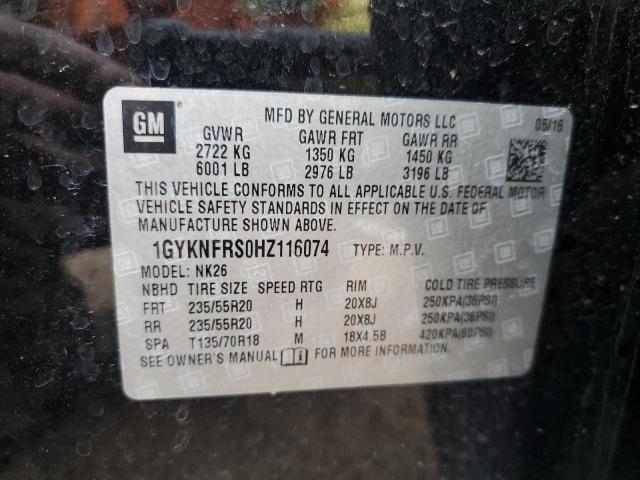 GM
MFD BY GENERAL MOTORS LLC 05/16
GVWR GAWR FRT GAWR RR
2722 KG 1350 KG 1450 KG
6001 LB 2976 LB 3196 LB
THIS VEHICLE CONFORMS TO ALL APPLICABLE U.S. FEDERAL MOTOR
VEHICLE SAFETY STANDARDS IN EFFECT ON THE DATE OF
MANUFACTURE SHOWN ABOVE.
1GYKNFRS0HZ116074 TYPE: M.P.V.
MODEL: NK26
NBHD TIRE SIZE SPEED RTG RIM COLD TIRE PRESSURE
FRT 235/55R20 H 20X8J 250KPA(36PSI)
RR 235/55R20 H 20X8J 250KPA(36PSI)
SPA T135/70R18 M 18X4.5B 420KPA(60PSI)
SEE OWNER'S MANUAL FOR MORE INFORMATION.